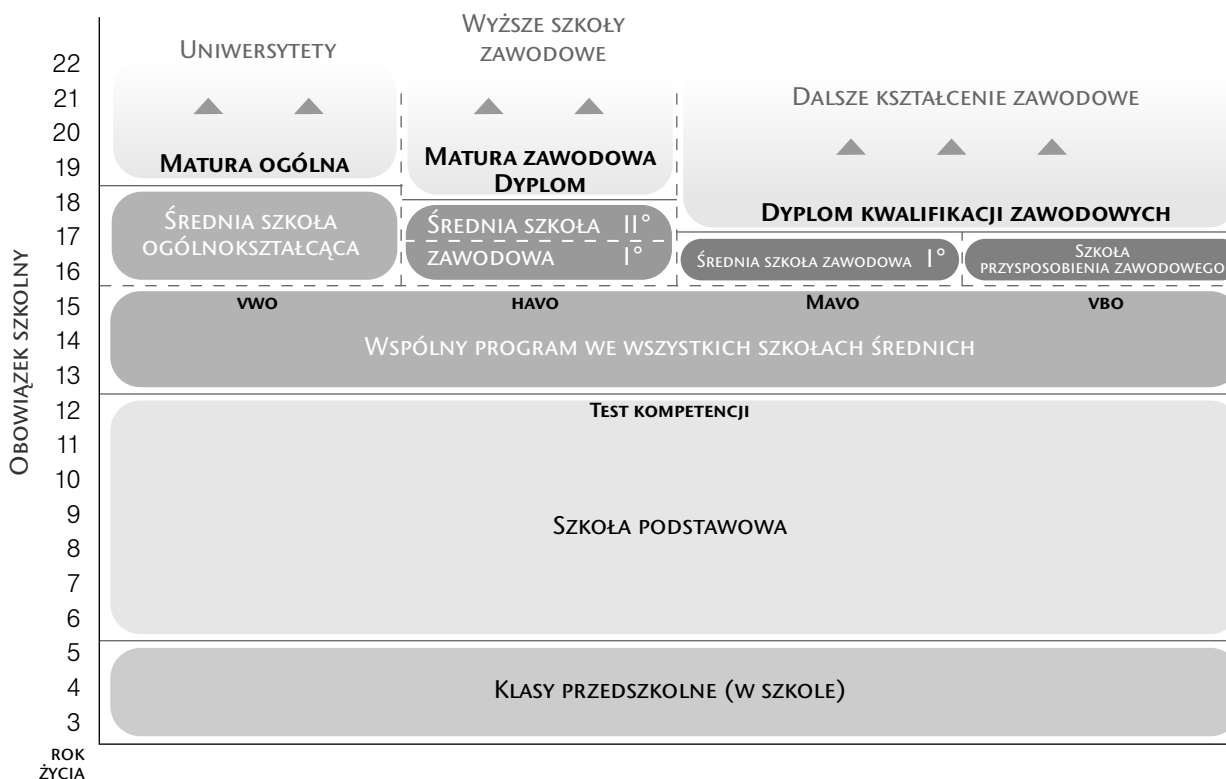 Uniwersytety
Wyższe szkoły
zawodowe
Dalsze kształcenie zawodowe
Matura ogólna
Matura zawodowa
Dyplom
Dyplom kwalifikacji zawodowych
Średnia szkoła
ogólnokształcąca
Średnia szkoła II°
zawodowa I°
Średnia szkoła zawodowa I°
Szkoła
przysposobienia zawodowego
vwo
havo
Mavo
vbo
Wspólny program we wszystkich szkołach średnich
Test kompetencji
Szkoła podstawowa
Klasy przedszkolne (w szkole)
Obowiązek szkolny
22
21
20
19
18
17
16
15
14
13
12
11
10
9
8
7
6
5
4
3
rok
życia